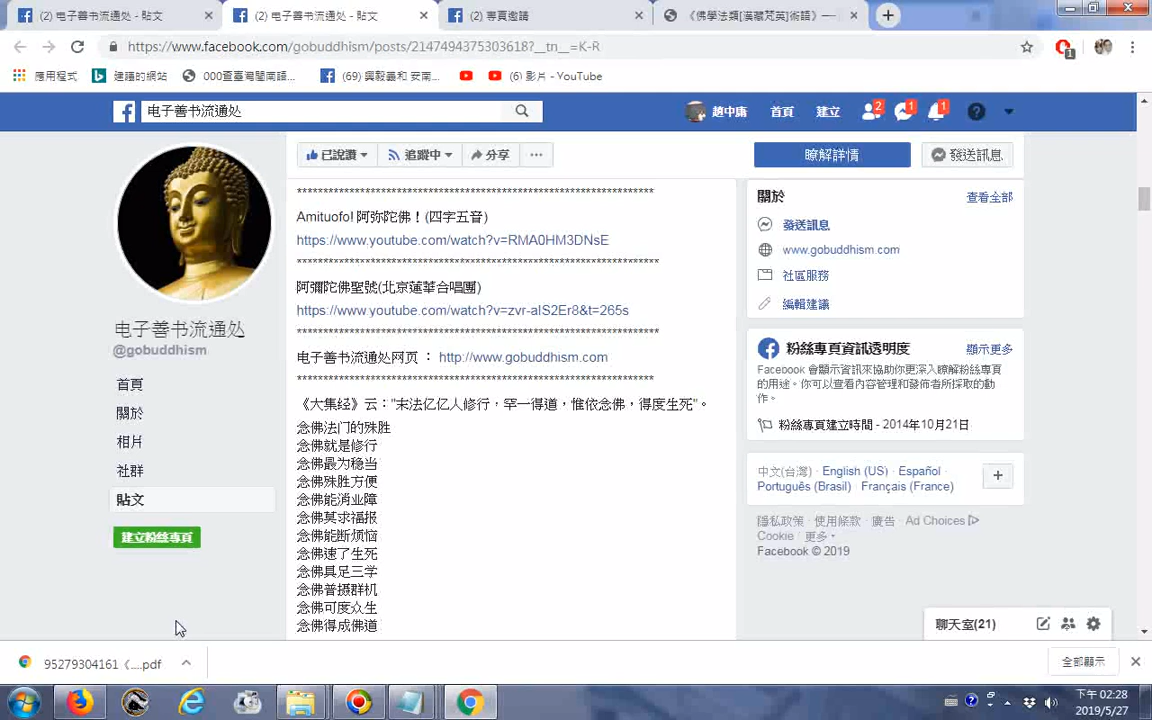 (2) 电子善书流通处 - 貼文
(2) 电子善书流通处 - 貼文
(2) 專頁邀請
《佛學法類[漢藏梵英]術語》—
https://www.facebook.com/gobuddhism/posts/2147494375303618?__tn__=K-R
應用程式
建議的網站
000查臺灣閩南語...
(69) 異毅義和 安南...
(6) 影片 - YouTube
电子善书流通处
趙中庸
首頁
建立
2
1
1
已說讚
追蹤中
分享
瞭解詳情
發送訊息
电子善书流通处
@gobuddhism
首頁
關於
相片
社群
貼文
建立粉絲專頁
********************************************************************
Amituofo! 阿弥陀佛！(四字五音)
https://www.youtube.com/watch?v=RMA0HM3DNsE
*********************************************************************
阿彌陀佛聖號(北京蓮華合唱團)
https://www.youtube.com/watch?v=zvr-aIS2Er8&t=265s
*********************************************************************
电子善书流通处网页 ： http://www.gobuddhism.com
********************************************************************
《大集经》云："末法亿亿人修行，罕一得道，惟依念佛，得度生死"。
念佛法门的殊胜
念佛就是修行
念佛最为稳当
念佛殊胜方便
念佛能消业障
念佛莫求福报
念佛能断烦恼
念佛速了生死
念佛具足三学
念佛普摄群机
念佛可度众生
念佛得成佛道
關於
查看全部
發送訊息
www.gobuddhism.com
社區服務
編輯建議
粉絲專頁資訊透明度
顯示更多
Facebook 會顯示資訊來協助你更深入瞭解粉絲專頁
的用途。你可以查看內容管理和發佈者所採取的動
作。
粉絲專頁建立時間 - 2014年10月21日
中文(台灣) · English (US) · Español ·
Português (Brasil) · Français (France)
隱私政策 · 使用條款 · 廣告 · Ad Choices
Cookie · 更多
Facebook © 2019
聊天室(21)
95279304161《....pdf
全部顯示
下午 02:28
2019/5/27